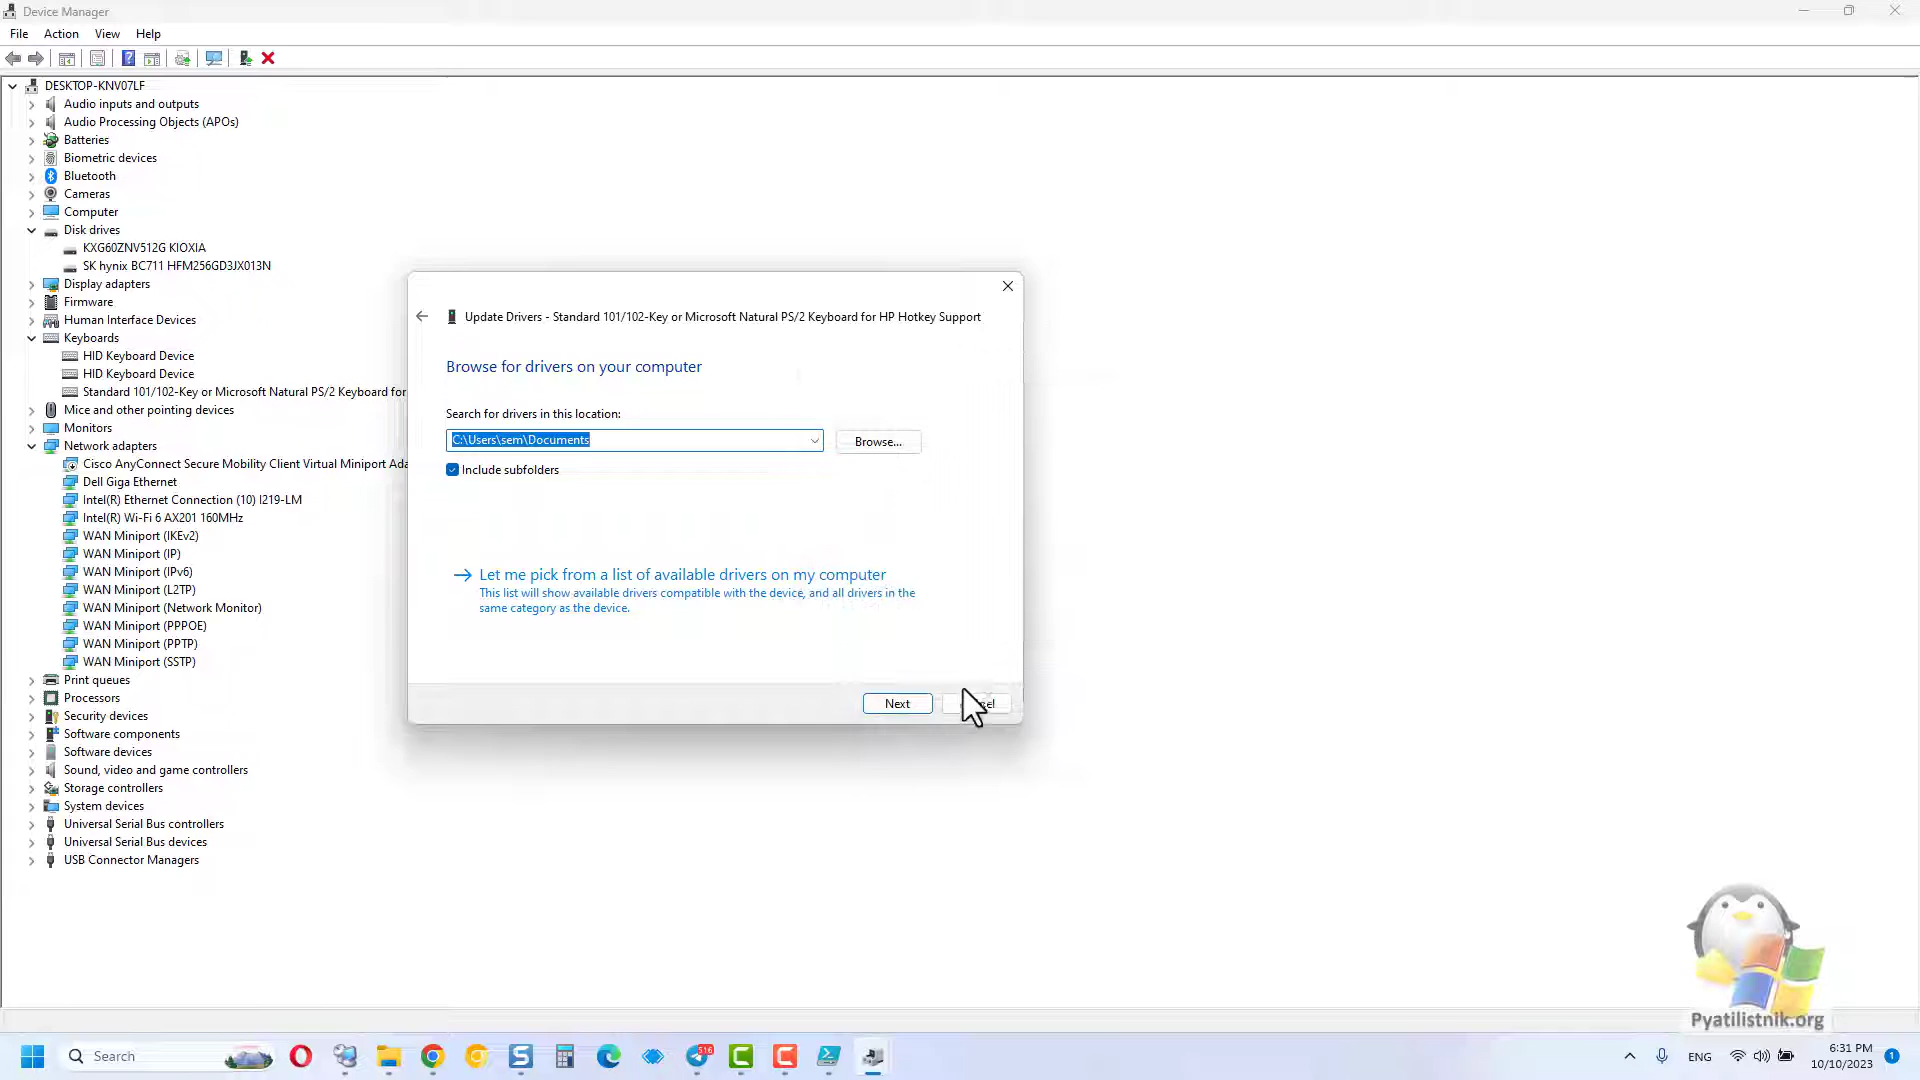 Device Manager
File
Action
View
Help
DESKTOP-KNV07LF
Audio inputs and outputs
Audio Processing Objects (APOs)
Batteries
Biometric devices
Bluetooth
Cameras
Computer
Disk drives
KXG60ZNV512G KIOXIA
SK hynix BC711 HFM256GD3JX013N
Display adapters
Firmware
Human Interface Devices
Keyboards
HID Keyboard Device
HID Keyboard Device
Standard 101/102-Key or Microsoft Natural PS/2 Keyboard for
Mice and other pointing devices
Monitors
Network adapters
Cisco AnyConnect Secure Mobility Client Virtual Miniport Ada
Dell Giga Ethernet
Intel(R) Ethernet Connection (10) I219-LM
Intel(R) Wi-Fi 6 AX201 160MHz
WAN Miniport (IKEv2)
WAN Miniport (IP)
WAN Miniport (IPv6)
WAN Miniport (L2TP)
WAN Miniport (Network Monitor)
WAN Miniport (PPPOE)
WAN Miniport (PPTP)
WAN Miniport (SSTP)
Print queues
Processors
Security devices
Software components
Software devices
Sound, video and game controllers
Storage controllers
System devices
Universal Serial Bus controllers
Universal Serial Bus devices
USB Connector Managers
Update Drivers - Standard 101/102-Key or Microsoft Natural PS/2 Keyboard for HP Hotkey Support
Browse for drivers on your computer
Search for drivers in this location:
C:\Users\sem\Documents
Browse...
Include subfolders
Let me pick from a list of available drivers on my computer
This list will show available drivers compatible with the device, and all drivers in the
same category as the device.
Next
Pyatilistnik.org
Search
516
ENG
6:31 PM
10/10/2023
1